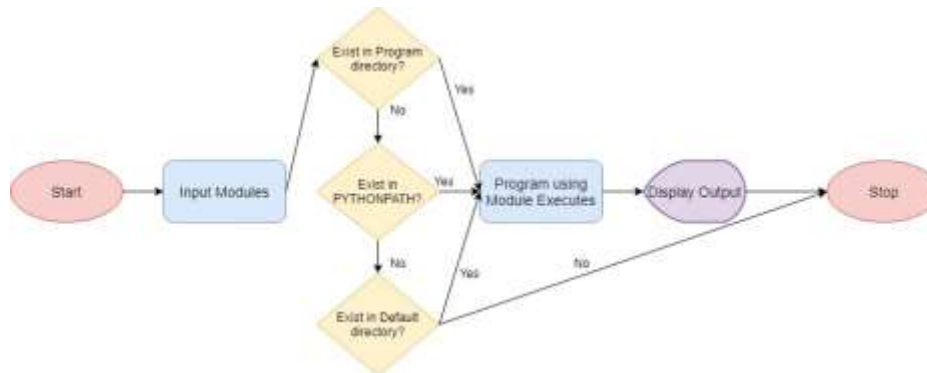 Exist in Program
directory?
Yes
No
Start
Input Modules
Exist in
PYTHONPATH?
Yes
Program using
Module Executes
Display Output
Stop
No
Yes
No
Exist in Default
directory?